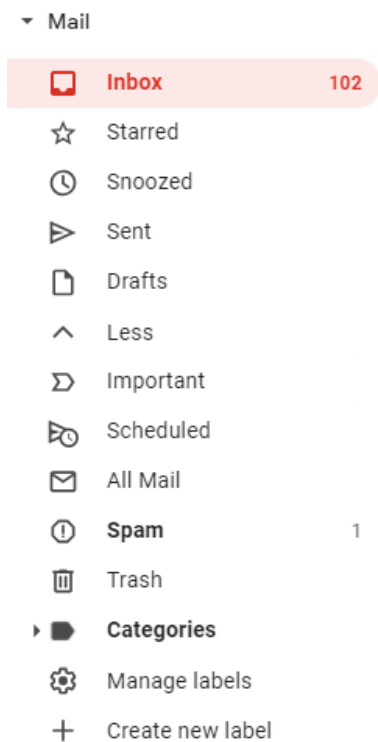 Mail
Inbox 102
Starred
Snoozed
Sent
Drafts
Less
Important
Scheduled
All Mail
Spam 1
Trash
Categories
Manage labels
Create new label